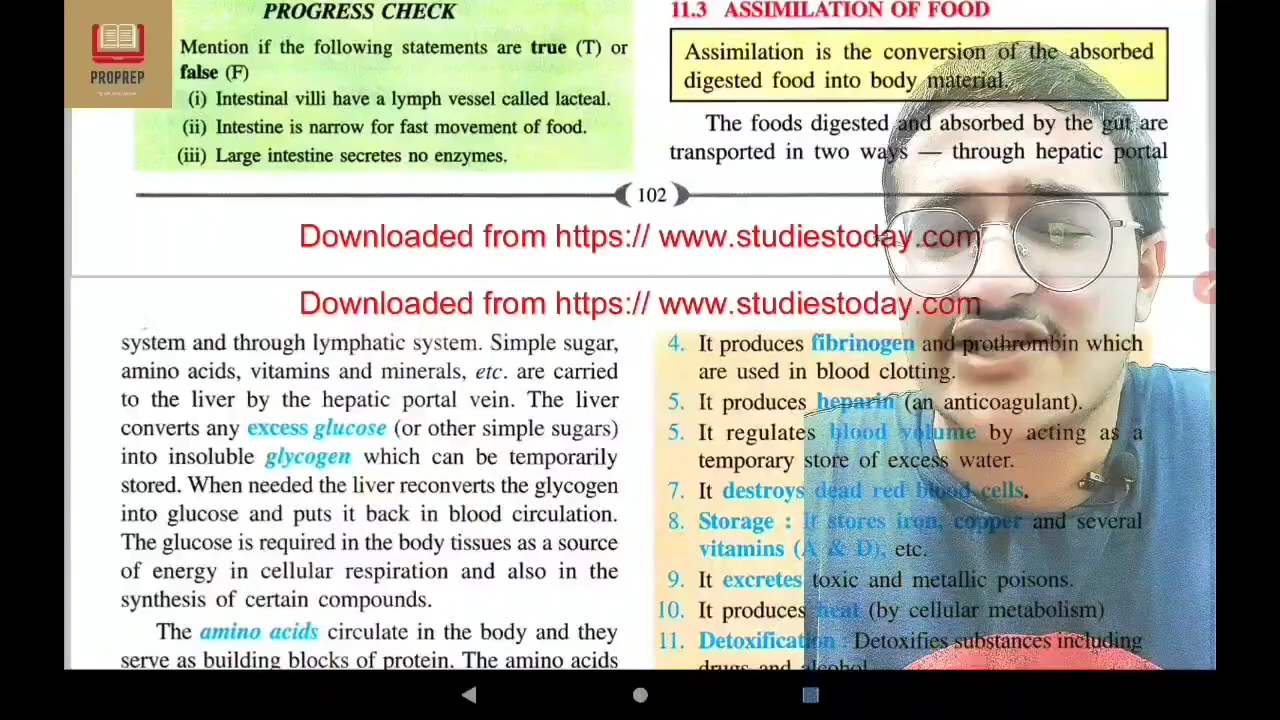 PROGRESS CHECK
Mention if the following statements are true (T) or
false (F)
(i) Intestinal villi have a lymph vessel called lacteal.
(ii) Intestine is narrow for fast movement of food.
(iii) Large intestine secretes no enzymes.
11.3 ASSIMILATION OF FOOD
Assimilation is the conversion of the absorbed
digested food into body material.
The foods digested and absorbed by the gut are
transported in two ways — through hepatic portal
102
PROPREP
Downloaded from https:// www.studiestoday.com
Downloaded from https:// www.studiestoday.com
system and through lymphatic system. Simple sugar,
amino acids, vitamins and minerals, etc. are carried
to the liver by the hepatic portal vein. The liver
converts any excess glucose (or other simple sugars)
into insoluble glycogen which can be temporarily
stored. When needed the liver reconverts the glycogen
into glucose and puts it back in blood circulation.
The glucose is required in the body tissues as a source
of energy in cellular respiration and also in the
synthesis of certain compounds.
The amino acids circulate in the body and they
serve as building blocks of protein. The amino acids
4. It produces fibrinogen and prothrombin which
are used in blood clotting.
5. It produces heparin (an anticoagulant).
5. It regulates blood volume by acting as a
temporary store of excess water.
7. It destroys dead red blood cells.
8. Storage : It stores iron, copper and several
vitamins (A & D), etc.
9. It excretes toxic and metallic poisons.
10. It produces heat (by cellular metabolism)
11. Detoxification : Detoxifies substances including
drugs and alcohol